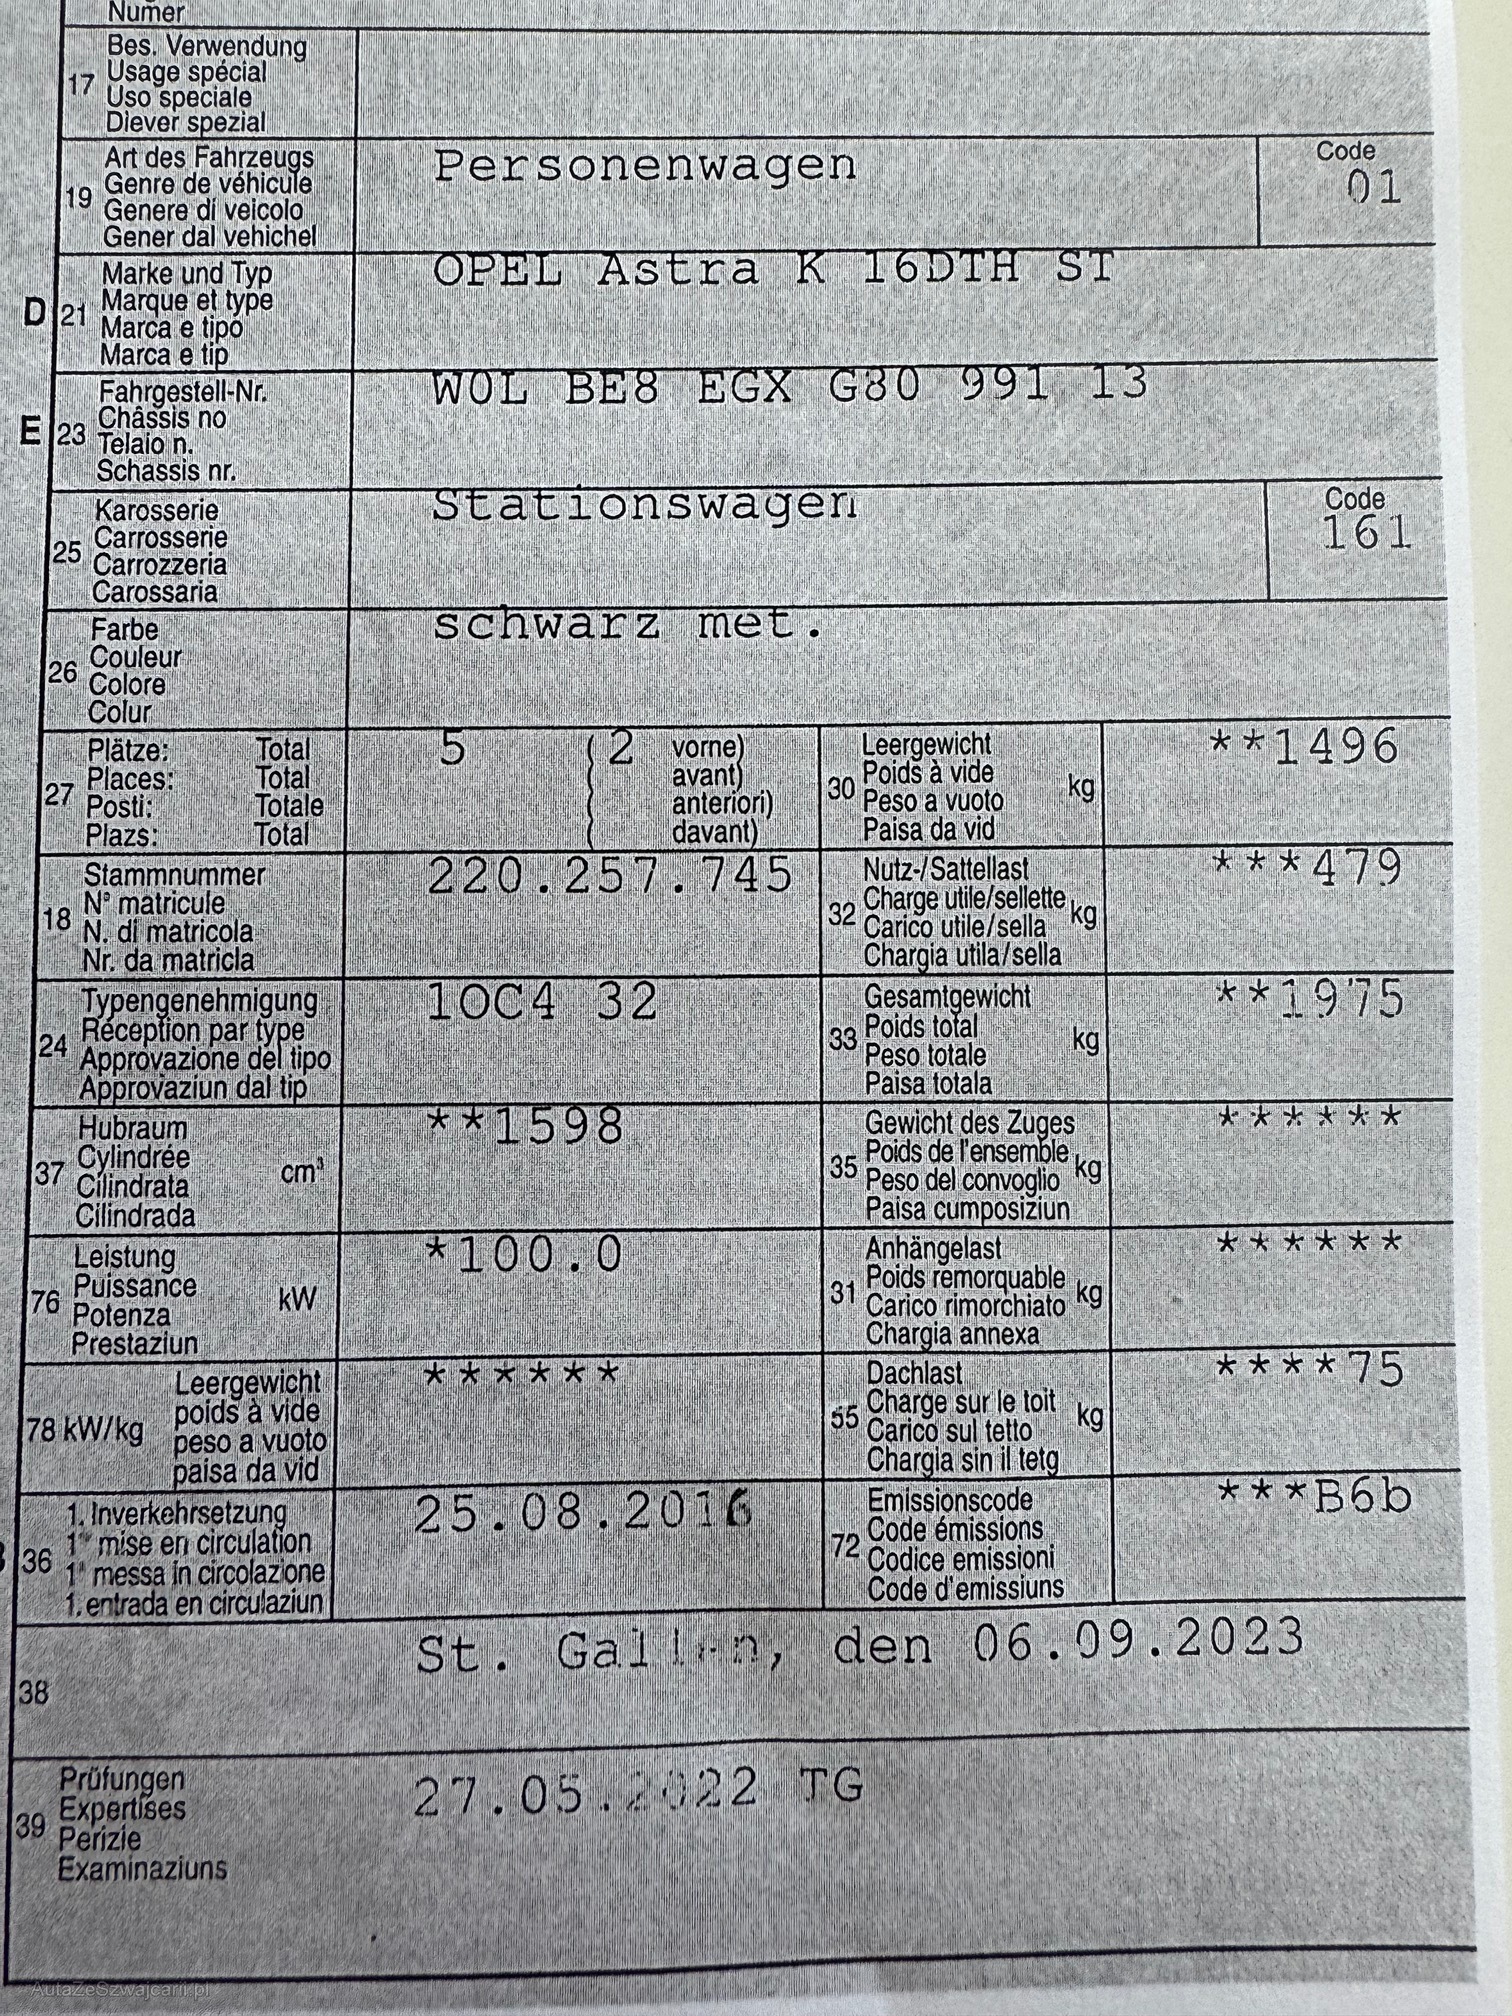 Numer
17 Bes. Verwendung
Usage spécial
Uso speciale
Diever spezial
19 Art des Fahrzeugs
Genre de véhicule
Genere di veicolo
Gener dal vehichel
Personenwagen
Code
01
D 21 Marke und Typ
Marque et type
Marca e tipo
Marca e tip
OPEL Astra K 16DTH ST
E 23 Fahrgestell-Nr.
Châssis no
Telaio n.
Schassis nr.
W0L BE8 EGX G80 991 13
25 Karosserie
Carrosserie
Carrozzeria
Carossaria
Stationswagen
Code
161
26 Farbe
Couleur
Colore
Colur
schwarz met.
27 Plätze: Total
Places: Total
Posti: Totale
Plazs: Total
5 (2 vorne)
( avant)
( anteriori)
( davant)
30 Leergewicht
Poids à vide kg
Peso a vuoto
Paisa da vid
**1496
18 Stammnummer
N° matricule
N. di matricola
Nr. da matricla
220.257.745
32 Nutz-/Sattellast
Charge utile/sellette kg
Carico utile/sella
Chargia utila/sella
***479
24 Typengenehmigung
Réception par type
Approvazione del tipo
Approvaziun dal tip
1OC4 32
33 Gesamtgewicht
Poids total kg
Peso totale
Paisa totala
**1975
37 Hubraum
Cylindrée cm³
Cilindrata
Cilindrada
**1598
35 Gewicht des Zuges
Poids de l'ensemble kg
Peso del convoglio
Paisa cumposiziun
******
76 Leistung
Puissance kW
Potenza
Prestaziun
*100.0
31 Anhängelast
Poids remorquable kg
Carico rimorchiato
Chargia annexa
******
78 kW/kg Leergewicht
poids à vide
peso a vuoto
paisa da vid
******
55 Dachlast
Charge sur le toit kg
Carico sul tetto
Chargia sin il tetg
****75
36 1. Inverkehrsetzung
1re mise en circulation
1a messa in circolazione
1. entrada en circulaziun
25.08.2016
72 Emissionscode
Code émissions
Codice emissioni
Code d'emissiuns
***B6b
38 St. Gallen, den 06.09.2023
39 Prüfungen
Expertises
Perizie
Examinaziuns
27.05.2022 TG
AutaZeSzwajcarii.pl